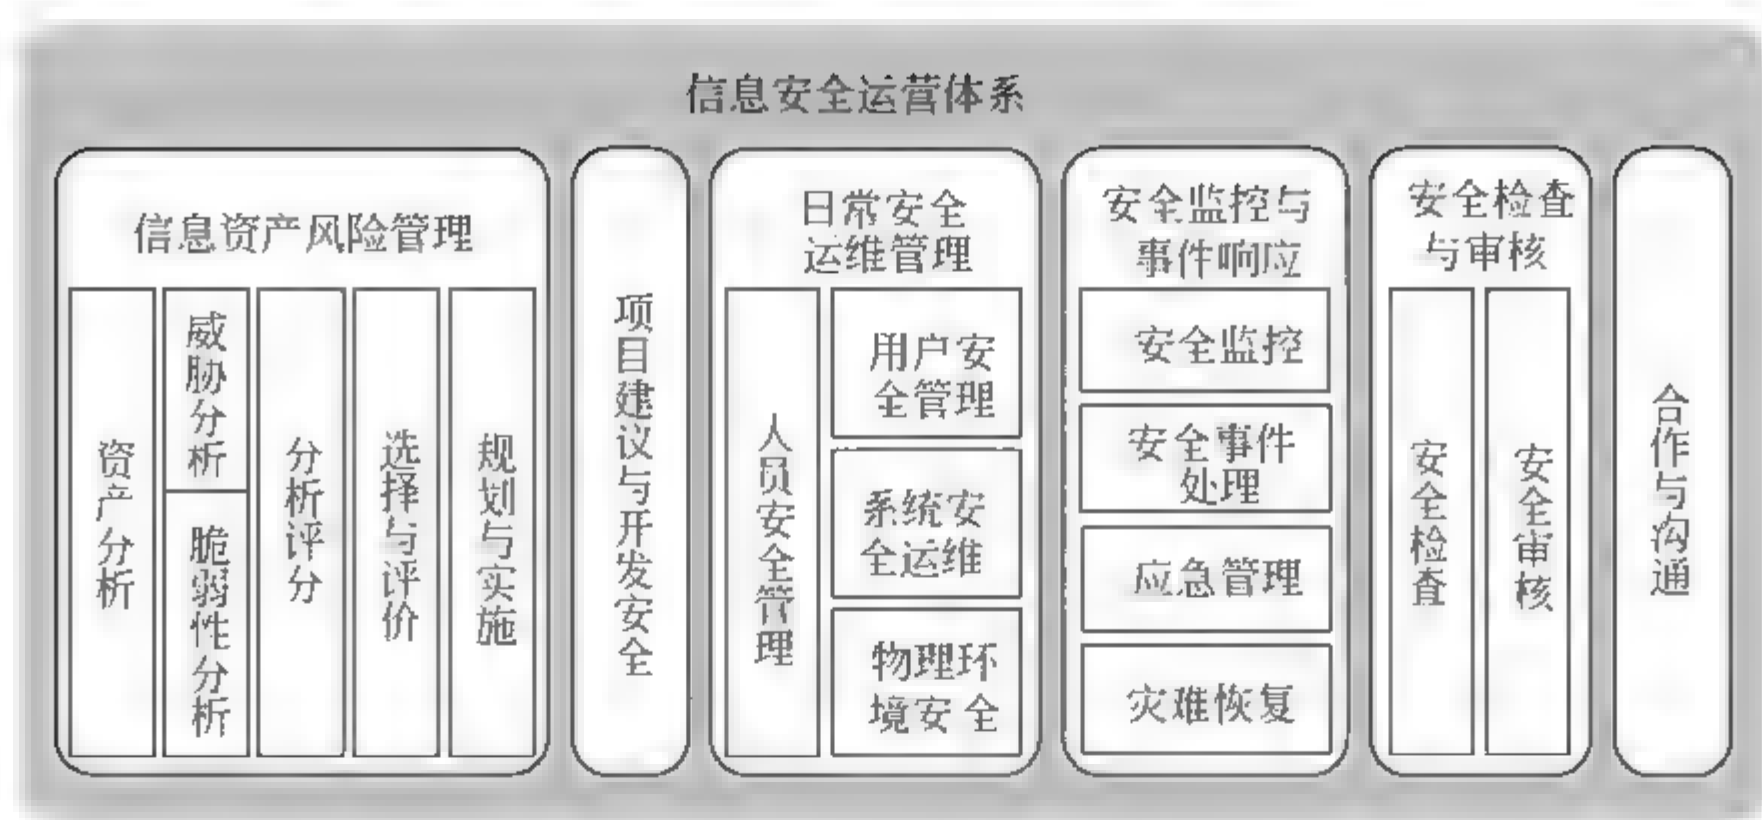 信息安全运营体系
信息资产风险管理
资产分析
威胁分析
脆弱性分析
分析评分
选择与评价
规划与实施
项目建议与开发安全
日常安全
运维管理
人员安全管理
用户安
全管理
系统安
全运维
物理环
境安全
安全监控与
事件响应
安全监控
安全事件
处理
应急管理
灾难恢复
安全检查
与审核
安全检查
安全审核
合作与沟通